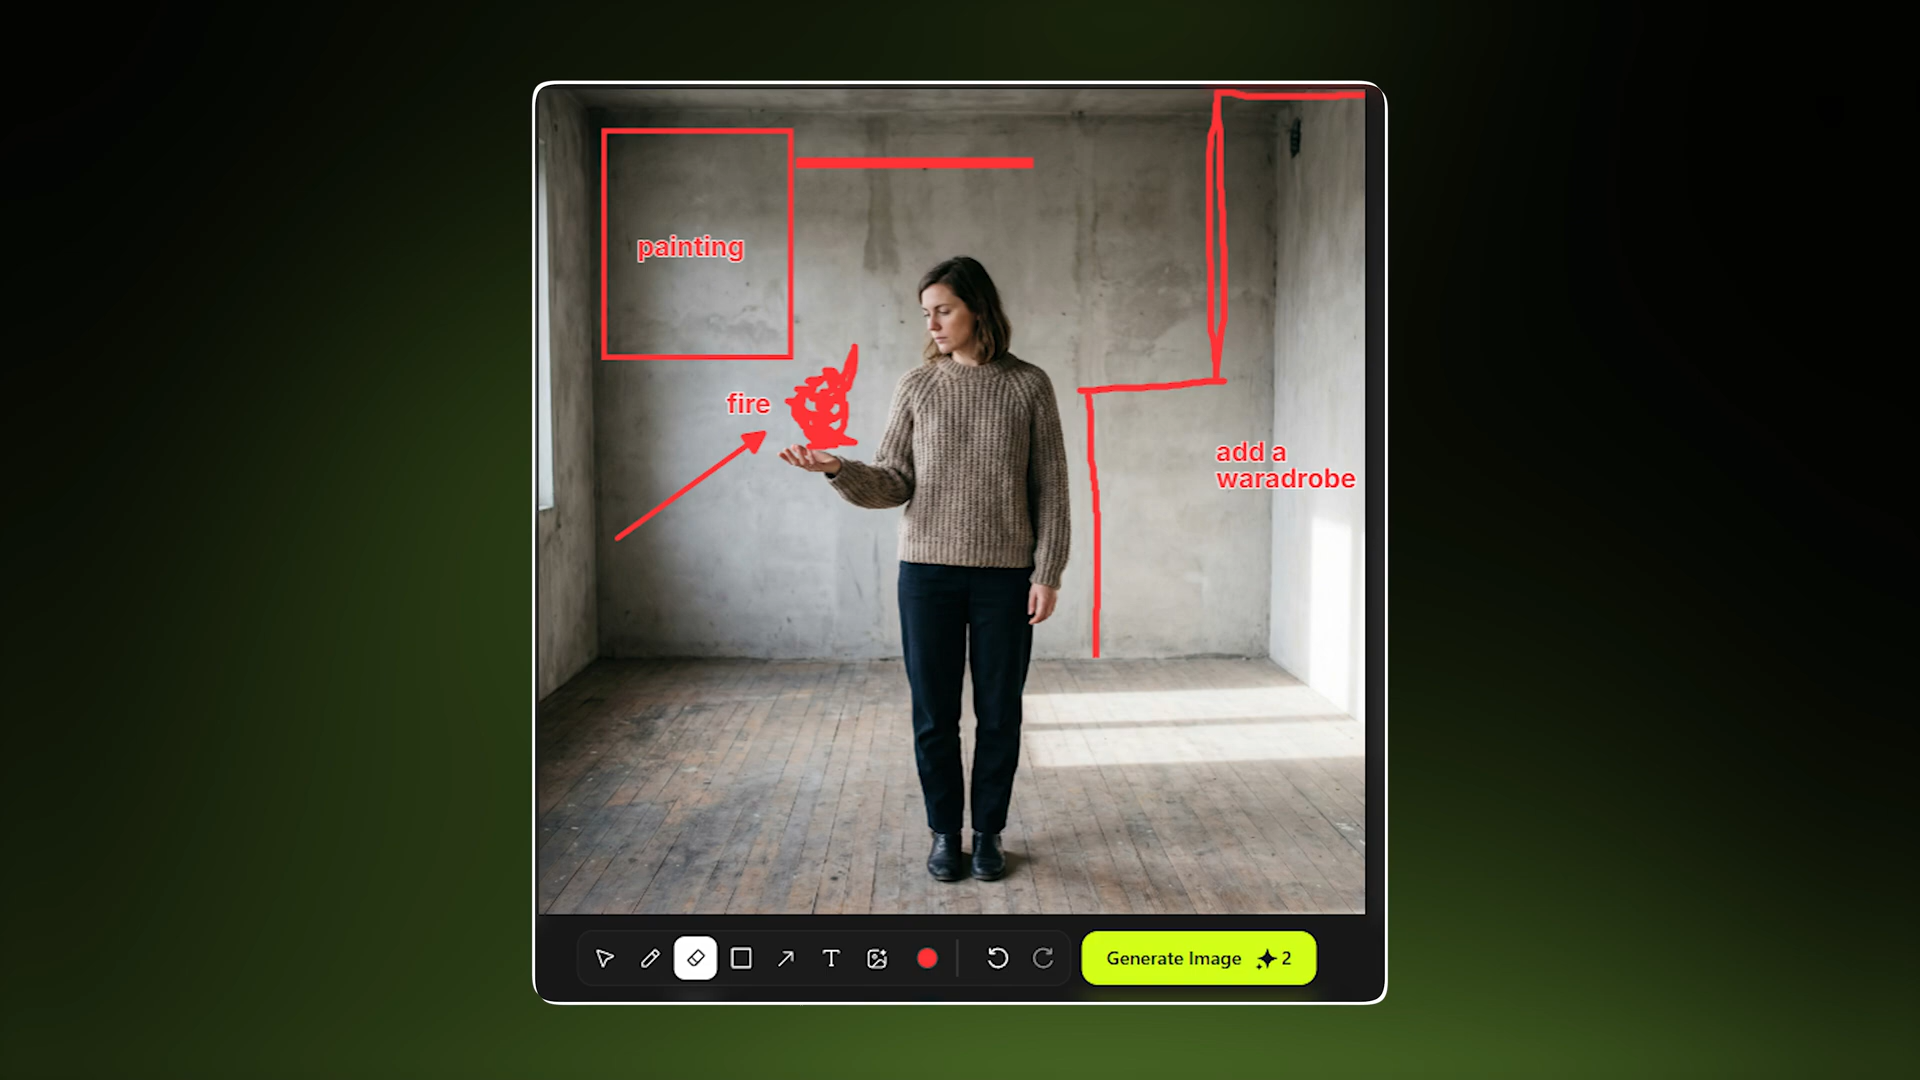 painting
fire
add a
waradrobe
Generate Image 2